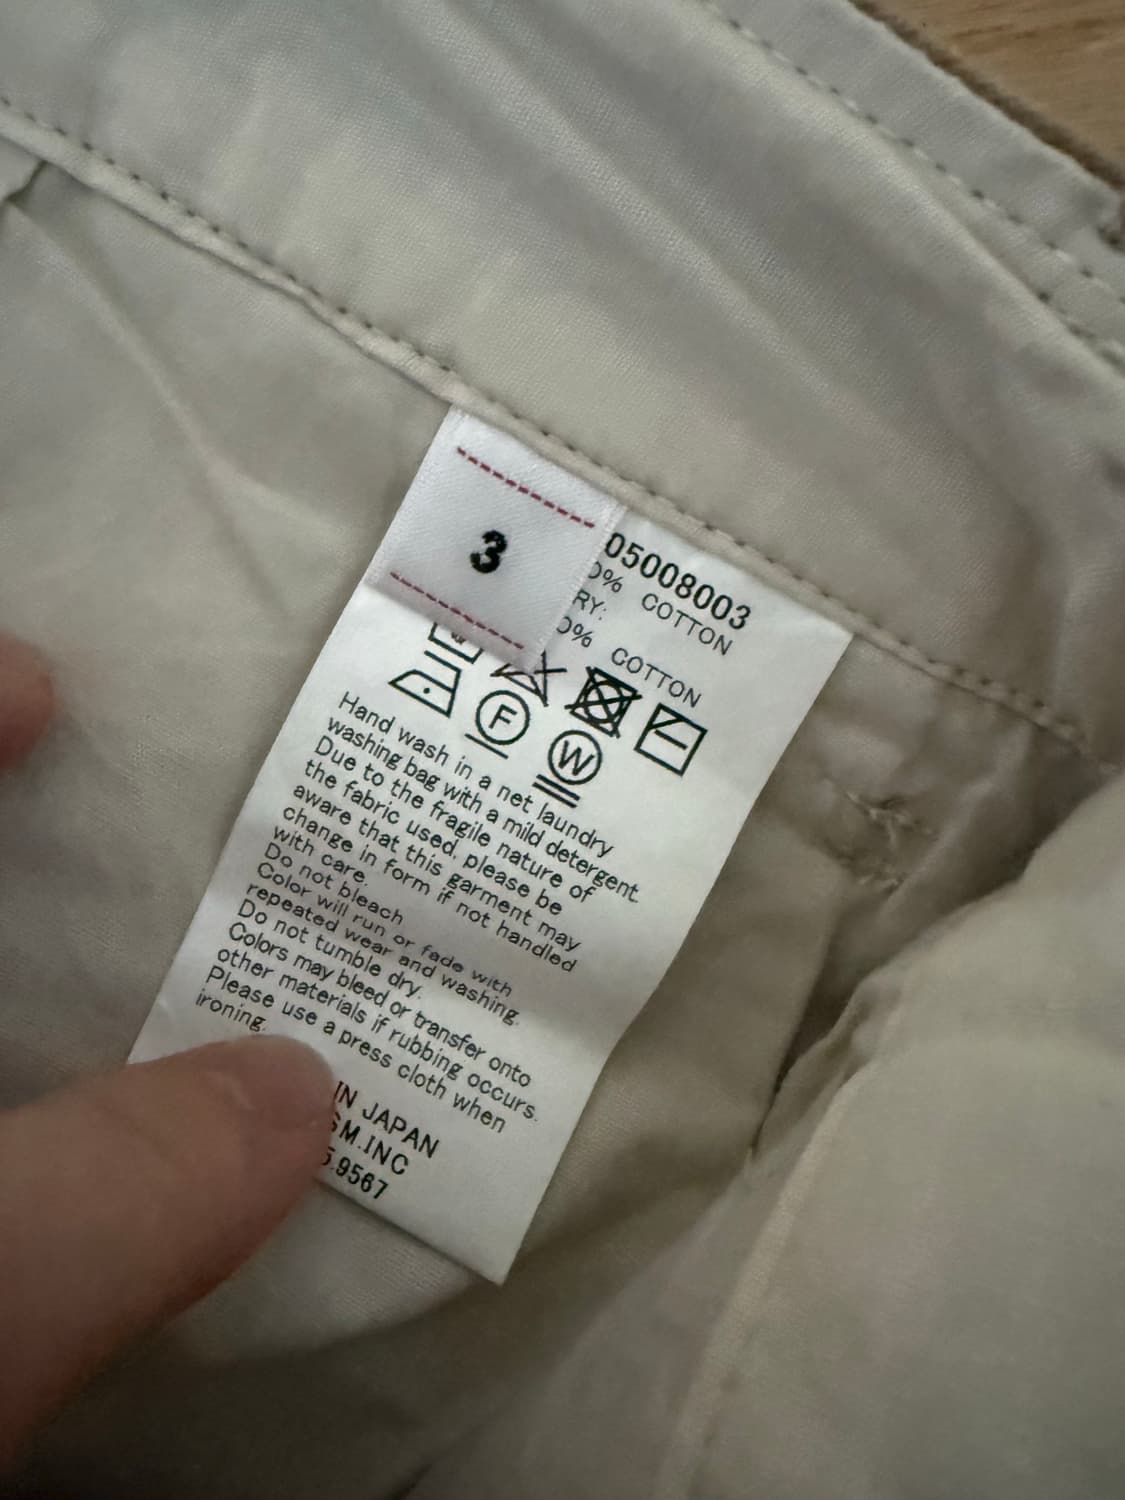 3
05008003
0% COTTON
RY:
0% COTTON
F
W
Hand wash in a net laundry
washing bag with a mild detergent.
Due to the fragile nature of
the fabric used, please be
aware that this garment may
change in form if not handled
with care.
Do not bleach
Color will run or fade with
repeated wear and washing.
Do not tumble dry.
Colors may bleed or transfer onto
other materials if rubbing occurs.
Please use a press cloth when
ironing.
IN JAPAN
SM.INC
5.9567